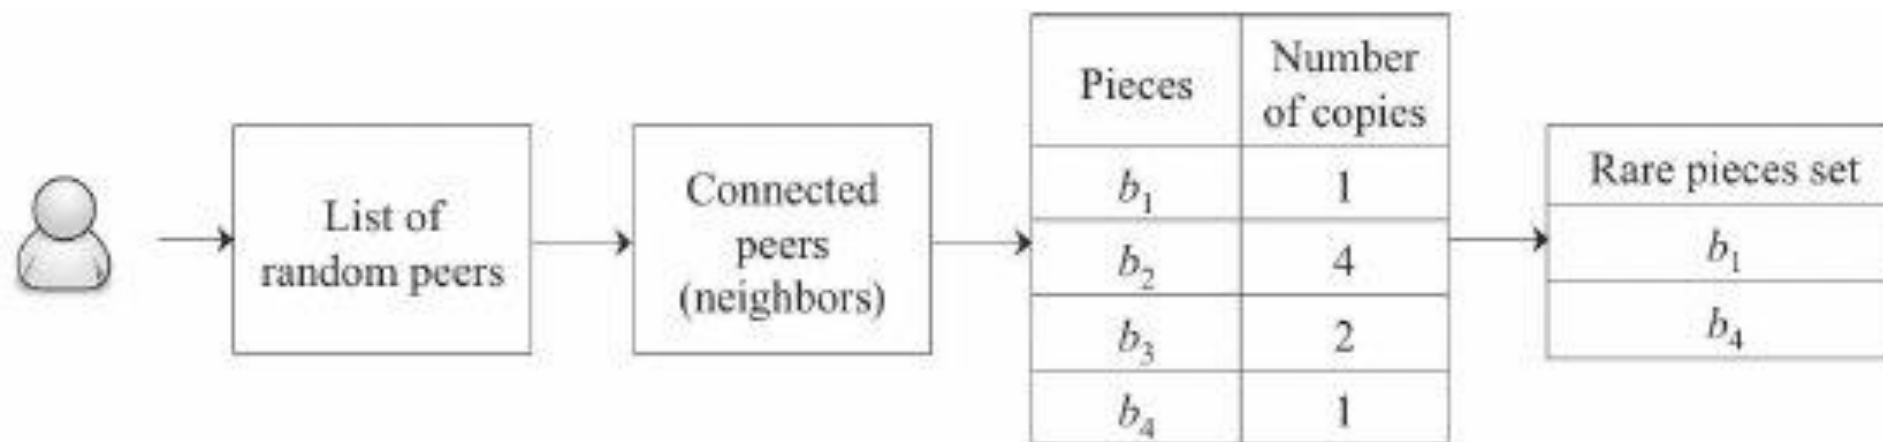 List of
random peers
Connected
peers
(neighbors)
Pieces
Number
of copies
b₁ 1
b₂ 4
b₃ 2
b₄ 1
Rare pieces set
b₁
b₄